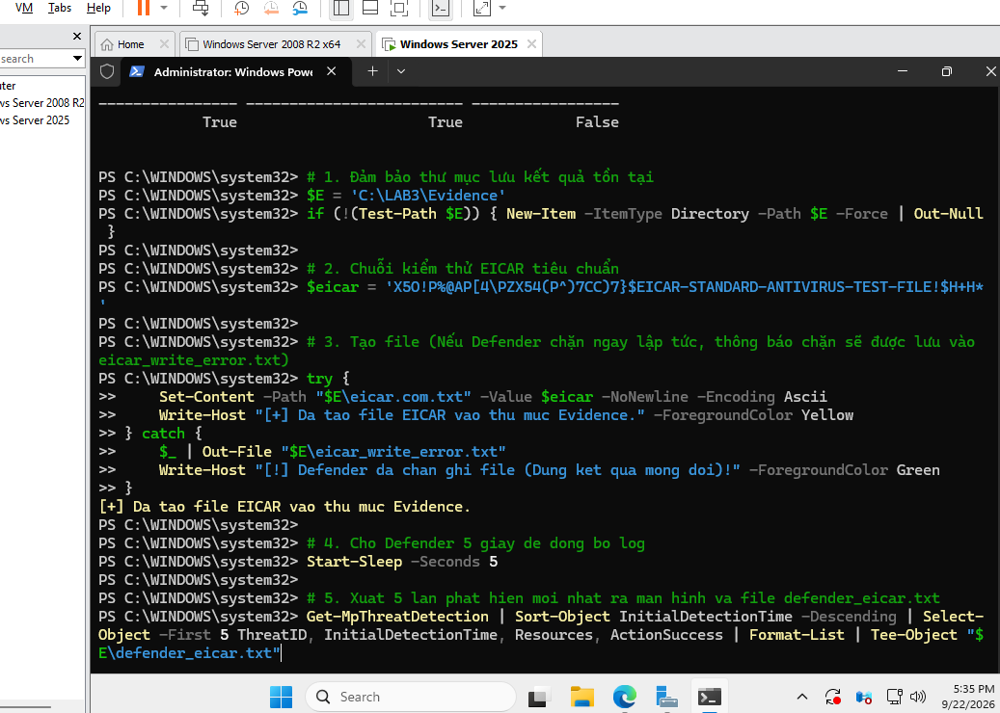 VM Tabs Help
Home
Windows Server 2008 R2 x64
Windows Server 2025
search
ter
ws Server 2008 R2
ws Server 2025
Administrator: Windows Powe
---------------- ------------------------- -----------------
True True False
PS C:\WINDOWS\system32> # 1. Đảm bảo thư mục lưu kết quả tồn tại
PS C:\WINDOWS\system32> $E = 'C:\LAB3\Evidence'
PS C:\WINDOWS\system32> if (!(Test-Path $E)) { New-Item -ItemType Directory -Path $E -Force | Out-Null
}
PS C:\WINDOWS\system32>
PS C:\WINDOWS\system32> # 2. Chuỗi kiểm thử EICAR tiêu chuẩn
PS C:\WINDOWS\system32> $eicar = 'X5O!P%@AP[4\PZX54(P^)7CC)7}$EICAR-STANDARD-ANTIVIRUS-TEST-FILE!$H+H*
'
PS C:\WINDOWS\system32>
PS C:\WINDOWS\system32> # 3. Tạo file (Nếu Defender chặn ngay lập tức, thông báo chặn sẽ được lưu vào
eicar_write_error.txt)
PS C:\WINDOWS\system32> try {
>>     Set-Content -Path "$E\eicar.com.txt" -Value $eicar -NoNewline -Encoding Ascii
>>     Write-Host "[+] Da tao file EICAR vao thu muc Evidence." -ForegroundColor Yellow
>> } catch {
>>     $_ | Out-File "$E\eicar_write_error.txt"
>>     Write-Host "[!] Defender da chan ghi file (Dung ket qua mong doi)!" -ForegroundColor Green
>> }
[+] Da tao file EICAR vao thu muc Evidence.
PS C:\WINDOWS\system32>
PS C:\WINDOWS\system32> # 4. Cho Defender 5 giay de dong bo log
PS C:\WINDOWS\system32> Start-Sleep -Seconds 5
PS C:\WINDOWS\system32>
PS C:\WINDOWS\system32> # 5. Xuat 5 lan phat hien moi nhat ra man hinh va file defender_eicar.txt
PS C:\WINDOWS\system32> Get-MpThreatDetection | Sort-Object InitialDetectionTime -Descending | Select-
Object -First 5 ThreatID, InitialDetectionTime, Resources, ActionSuccess | Format-List | Tee-Object "$
E\defender_eicar.txt"
Search
5:35 PM
9/22/2026